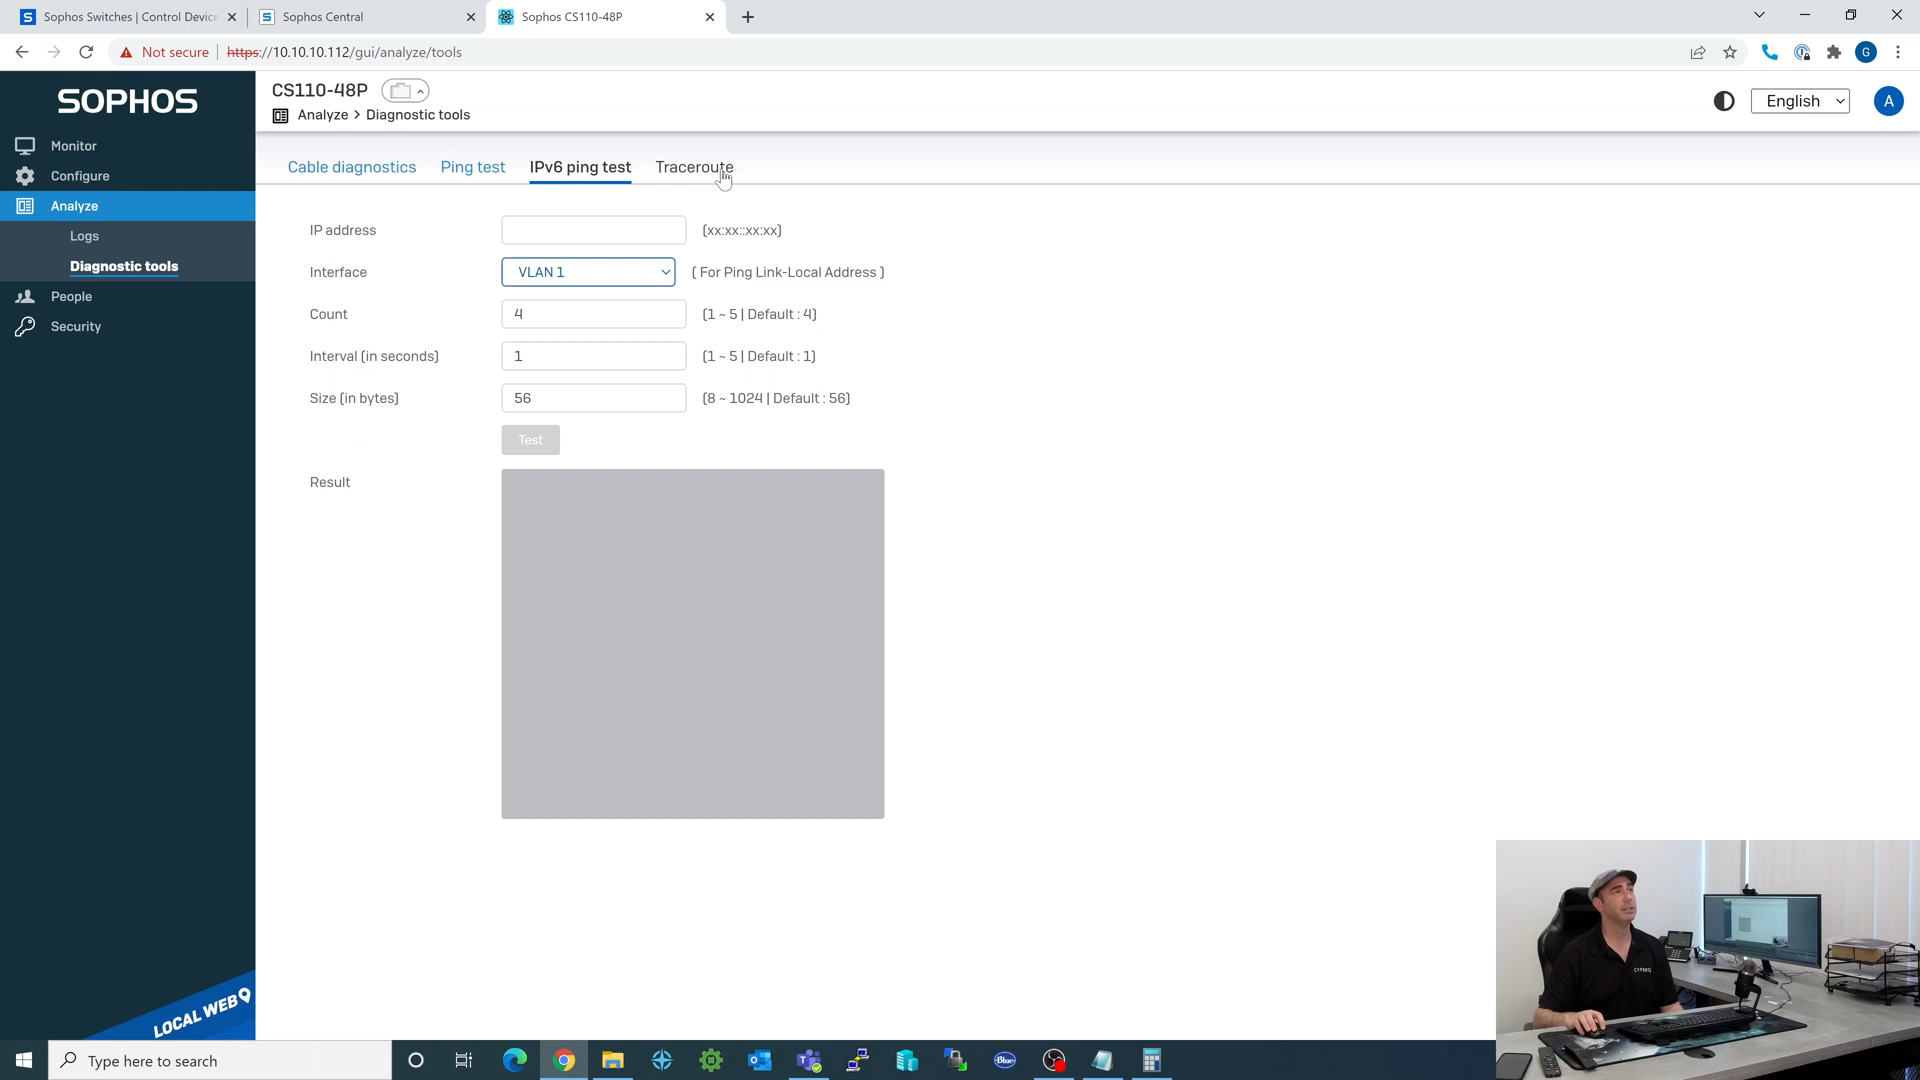 Sophos Switches | Control Device
Sophos Central
Sophos CS110-48P
Not secure
https://10.10.10.112/gui/analyze/tools
G
SOPHOS
CS110-48P
Analyze > Diagnostic tools
English
A
Monitor
Configure
Analyze
Logs
Diagnostic tools
People
Security
Cable diagnostics
Ping test
IPv6 ping test
Traceroute
IP address
(xx:xx::xx:xx)
Interface
VLAN 1
( For Ping Link-Local Address )
Count
4
(1 ~ 5 | Default : 4)
Interval (in seconds)
1
(1 ~ 5 | Default : 1)
Size (in bytes)
56
(8 ~ 1024 | Default : 56)
Test
Result
LOCAL WEB
Type here to search
Blue